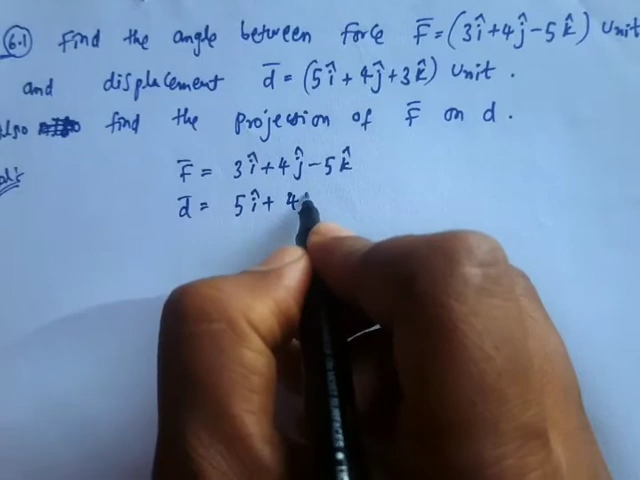 6.1 Find the angle between force F̅ = (3î + 4ĵ - 5k̂) Unit
and displacement d̅ = (5î + 4ĵ + 3k̂) Unit.
Also find the projection of F̅ on d.
F̅ = 3î + 4ĵ - 5k̂
d̅ = 5î + 4